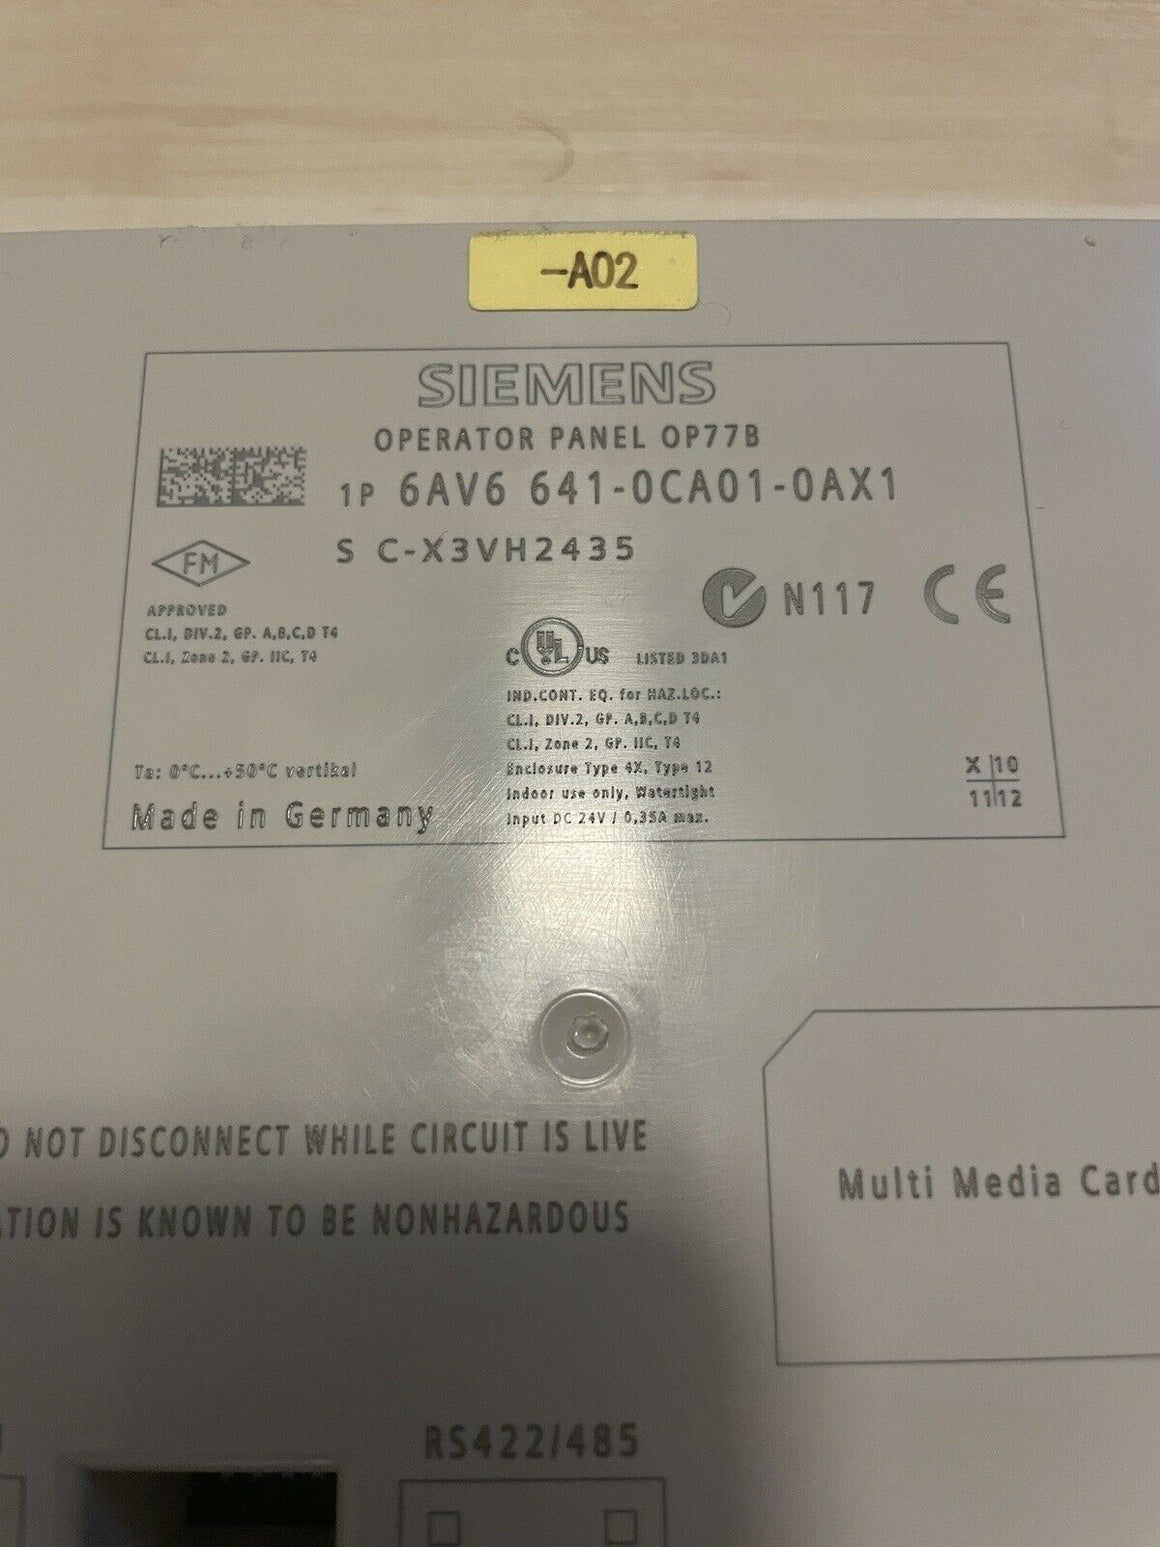 -A02
SIEMENS
OPERATOR PANEL OP77B
1P 6AV6 641-0CA01-0AX1
S C-X3VH2435
FM
APPROVED
CL.I, DIV.2, GP. A,B,C,D T4
CL.I, Zone 2, GP. IIC, T4
N117
CE
C UL US LISTED 3DA1
IND.CONT. EQ. for HAZ.LOC.:
CL.I, DIV.2, GP. A,B,C,D T4
CL.I, Zone 2, GP. IIC, T4
Enclosure Type 4X, Type 12
Indoor use only, Watertight
Input DC 24V / 0,35A max.
Ta: 0°C...+50°C vertikal
Made in Germany
X 10
11 12
NOT DISCONNECT WHILE CIRCUIT IS LIVE
IS KNOWN TO BE NONHAZARDOUS
Multi Media Card
RS422/485